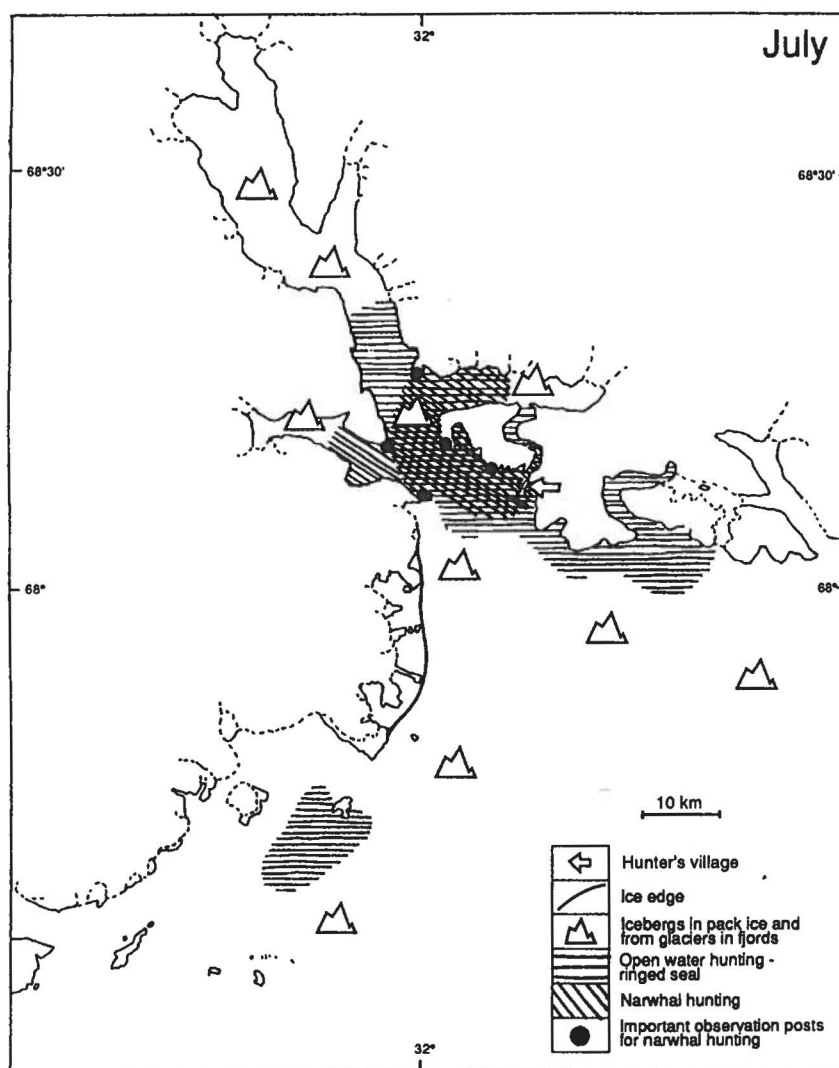 32°
July
68°30'
68°30'
68°
68°
10 km
Hunter's village
Ice edge
Icebergs in pack ice and
from glaciers in fjords
Open water hunting -
ringed seal
Narwhal hunting
Important observation posts
for narwhal hunting
32°